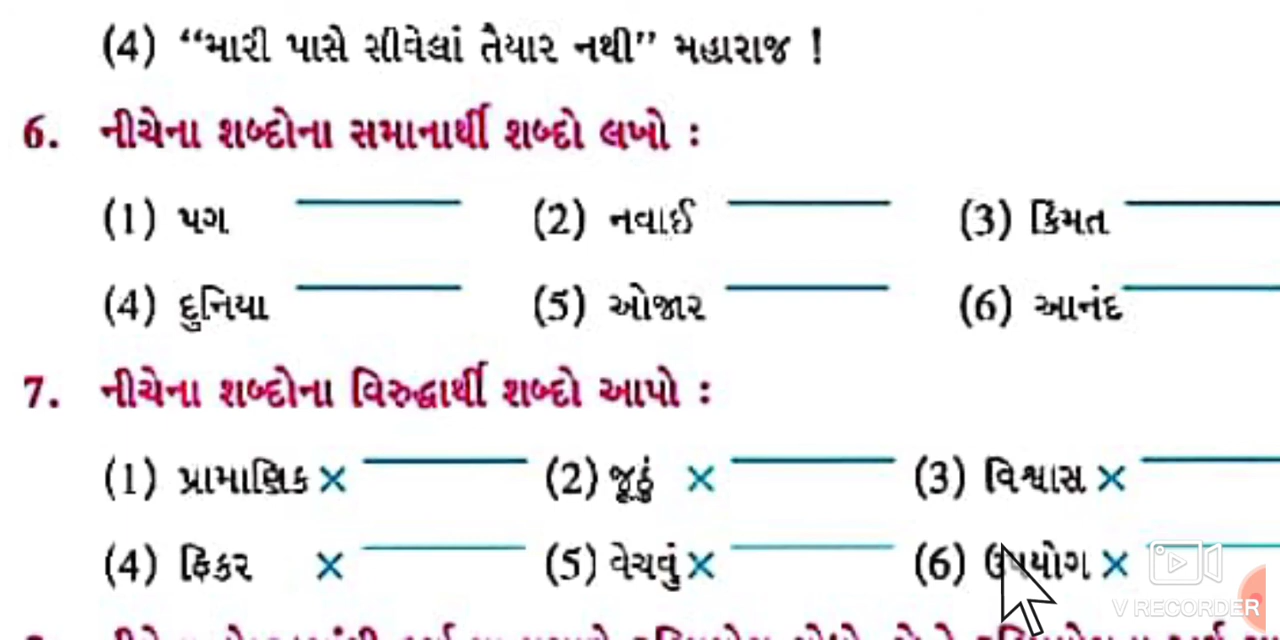 (4) “મારી પાસે સીવેલાં તૈયાર નથી” મહારાજ !
6. નીચેના શબ્દોના સમાનાર્થી શબ્દો લખો :
(1) પગ (2) નવાઈ (3) કિંમત
(4) દુનિયા (5) ઓજાર (6) આનંદ
7. નીચેના શબ્દોના વિરુદ્ધાર્થી શબ્દો આપો :
(1) પ્રામાણિક × (2) જૂઠું × (3) વિશ્વાસ ×
(4) ફિકર × (5) વેચવું × (6) ઉપયોગ ×
V RECORDER